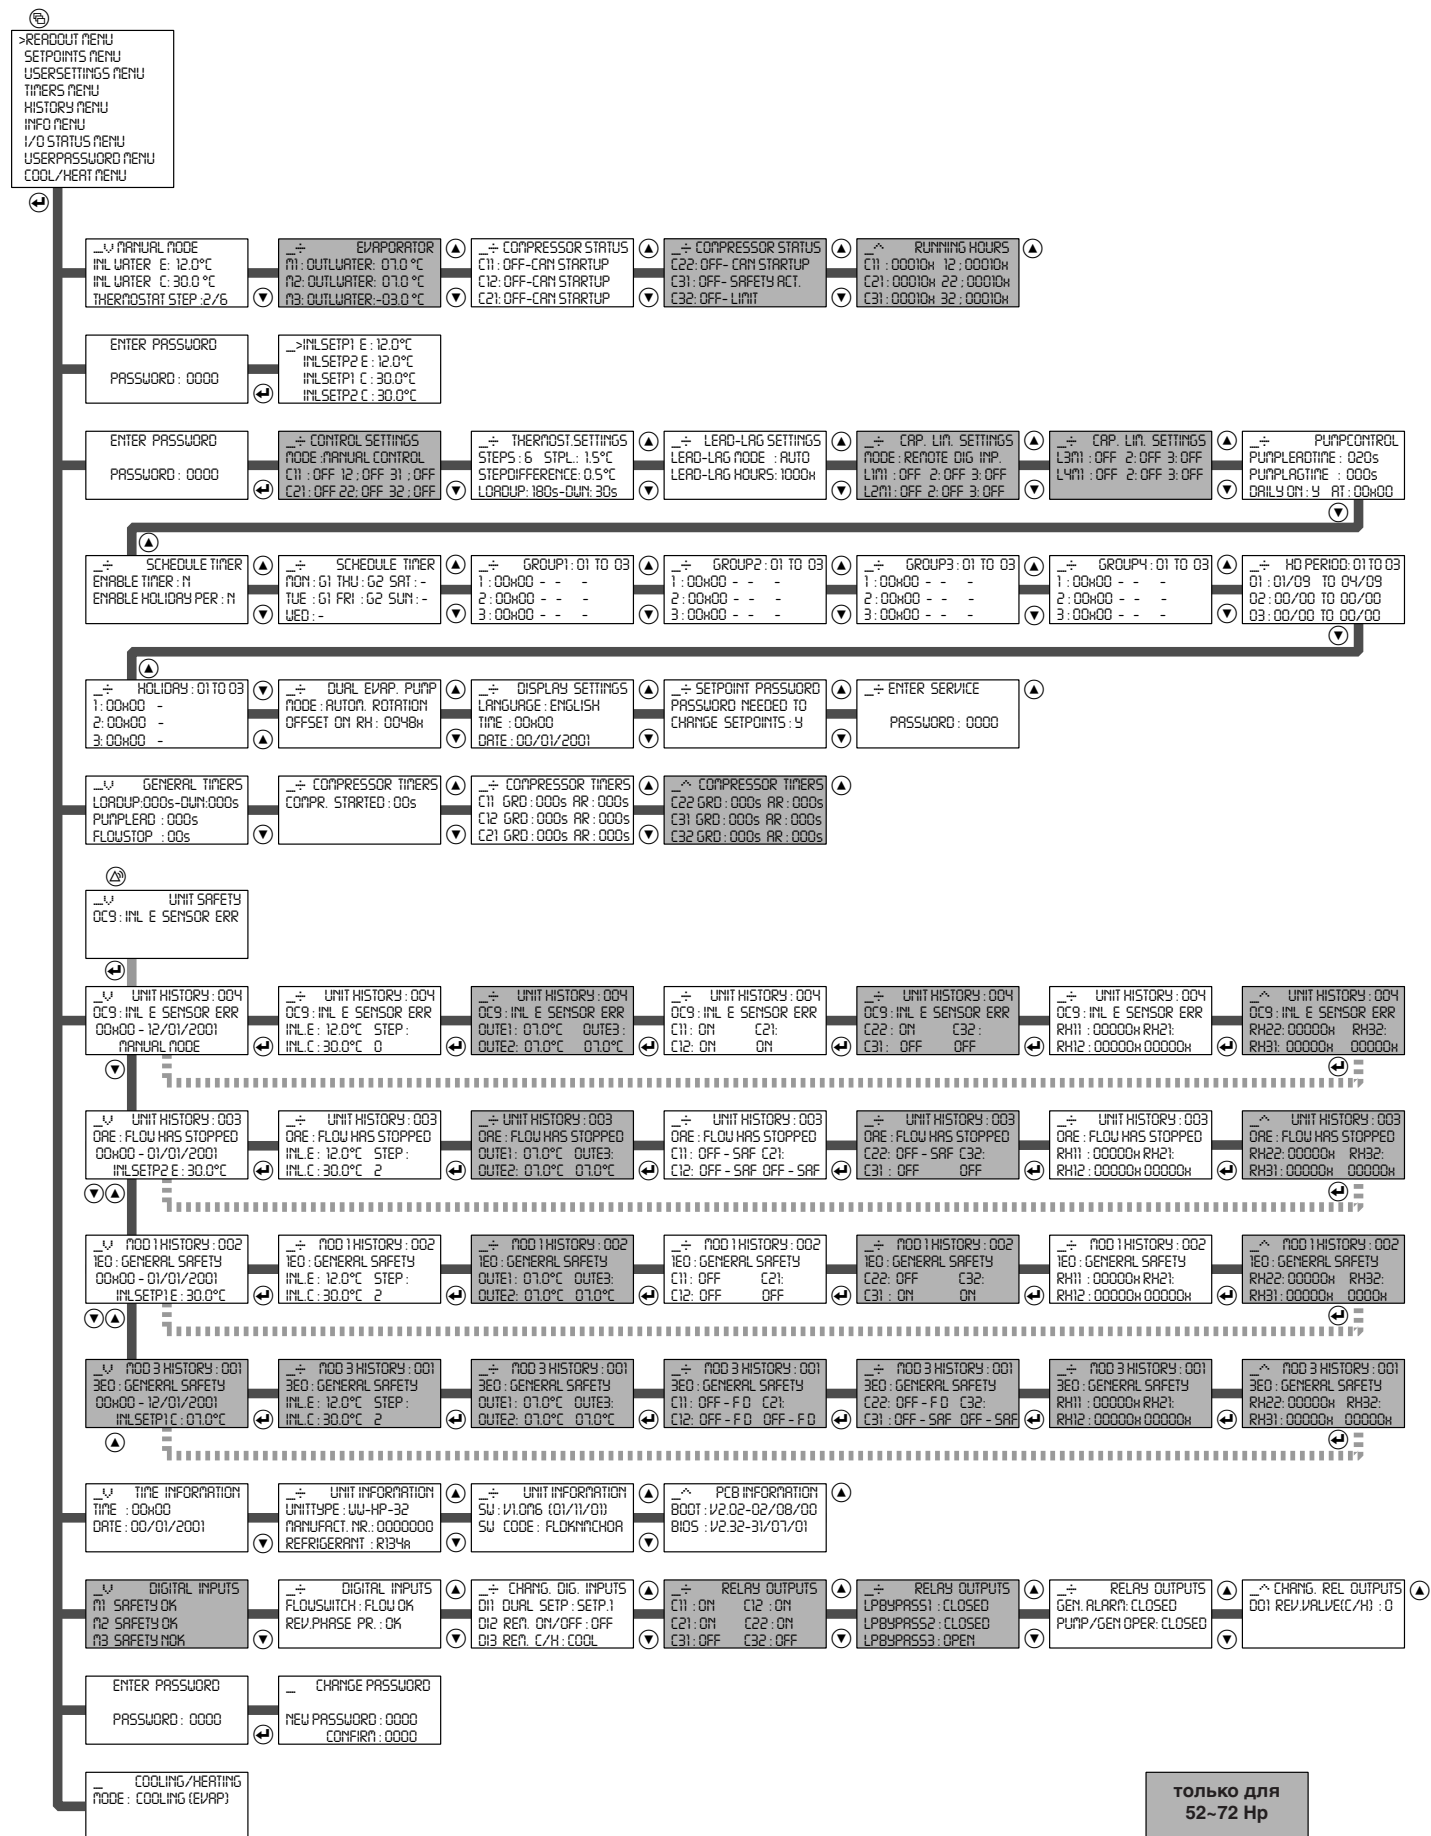 >READOUT MENU
SETPOINTS MENU
USERSETTINGS MENU
TIMERS MENU
HISTORY MENU
INFO MENU
I/O STATUS MENU
USERPASSWORD MENU
COOL/HEAT MENU
_v MANUAL MODE
INL WATER E: 12.0°C
INL WATER C: 30.0 °C
THERMOSTAT STEP :2/6
_÷ EVAPORATOR
M1: OUTLWATER: 07.0 °C
M2: OUTLWATER: 07.0 °C
M3: OUTLWATER:-03.0 °C
_÷ COMPRESSOR STATUS
C11: OFF-CAN STARTUP
C12: OFF-CAN STARTUP
C21: OFF-CAN STARTUP
_÷ COMPRESSOR STATUS
C22: OFF- CAN STARTUP
C31: OFF- SAFETY ACT.
C32: OFF- LIMIT
_^ RUNNING HOURS
C11 : 00010H 12 : 00010H
C21: 00010H 22 : 00010H
C31 : 00010H 32 : 00010H
ENTER PASSWORD
PASSWORD : 0000
_>INLSETP1 E : 12.0°C
INLSETP2 E : 12.0°C
INLSETP1 C : 30.0°C
INLSETP2 C : 30.0°C
ENTER PASSWORD
PASSWORD : 0000
_÷ CONTROL SETTINGS
MODE :MANUAL CONTROL
C11 : OFF 12 : OFF 31 : OFF
C21 : OFF 22: OFF 32 : OFF
_÷ THERMOST.SETTINGS
STEPS : 6 STPL.: 1.5°C
STEPDIFFERENCE: 0.5°C
LOADUP: 180s-DWN: 30s
_÷ LEAD-LAG SETTINGS
LEAD-LAG MODE : AUTO
LEAD-LAG HOURS: 1000H
_÷ CAP. LIM. SETTINGS
MODE : REMOTE DIG INP.
L1M1 : OFF 2: OFF 3: OFF
L2M1 : OFF 2: OFF 3: OFF
_÷ CAP. LIM. SETTINGS
L3M1 : OFF 2: OFF 3: OFF
L4M1 : OFF 2: OFF 3: OFF
_÷ PUMPCONTROL
PUMPLEADTIME : 020s
PUMPLAGTIME : 000s
DAILY ON : Y AT : 00H00
_÷ SCHEDULE TIMER
ENABLE TIMER : N
ENABLE HOLIDAY PER : N
_÷ SCHEDULE TIMER
MON : G1 THU : G2 SAT : -
TUE : G1 FRI : G2 SUN : -
WED : -
_÷ GROUP1 : 01 TO 03
1 : 00H00 - - -
2 : 00H00 - - -
3 : 00H00 - - -
_÷ GROUP2 : 01 TO 03
1 : 00H00 - - -
2 : 00H00 - - -
3 : 00H00 - - -
_÷ GROUP3 : 01 TO 03
1 : 00H00 - - -
2 : 00H00 - - -
3 : 00H00 - - -
_÷ GROUP4 : 01 TO 03
1 : 00H00 - - -
2 : 00H00 - - -
3 : 00H00 - - -
_÷ HD PERIOD: 01 TO 03
01 : 01/09 TO 04/09
02 : 00/00 TO 00/00
03 : 00/00 TO 00/00
_÷ HOLIDAY : 01 TO 03
1 : 00H00 -
2: 00H00 -
3: 00H00 -
_÷ DUAL EVAP. PUMP
MODE : AUTOM. ROTATION
OFFSET ON RH : 0048H
_÷ DISPLAY SETTINGS
LANGUAGE : ENGLISH
TIME : 00H00
DATE : 00/01/2001
_÷ SETPOINT PASSWORD
PASSWORD NEEDED TO
CHANGE SETPOINTS : Y
_÷ ENTER SERVICE
PASSWORD : 0000
_v GENERAL TIMERS
LOADUP:000s-DWN:000s
PUMPLEAD : 000s
FLOWSTOP : 00s
_÷ COMPRESSOR TIMERS
COMPR. STARTED : 00s
_÷ COMPRESSOR TIMERS
C11 GRD : 000s AR : 000s
C12 GRD : 000s AR : 000s
C21 GRD : 000s AR : 000s
_^ COMPRESSOR TIMERS
C22 GRD : 000s AR : 000s
C31 GRD : 000s AR : 000s
C32 GRD : 000s AR : 000s
_v UNIT SAFETY
0C9 : INL E SENSOR ERR
_v UNIT HISTORY : 004
0C9 : INL E SENSOR ERR
00H00 - 12/01/2001
MANUAL MODE
_÷ UNIT HISTORY : 004
0C9 : INL E SENSOR ERR
INL.E : 12.0°C STEP :
INL.C : 30.0°C 0
_÷ UNIT HISTORY : 004
0C9 : INL E SENSOR ERR
OUTE1 : 07.0°C OUTE3 :
OUTE2: 07.0°C 07.0°C
_÷ UNIT HISTORY : 004
0C9 : INL E SENSOR ERR
C11 : ON C21:
C12: ON ON
_÷ UNIT HISTORY : 004
0C9 : INL E SENSOR ERR
C22 : ON C32 :
C31 : OFF OFF
_÷ UNIT HISTORY : 004
0C9 : INL E SENSOR ERR
RH11 : 00000H RH21:
RH12 : 00000H 00000H
_^ UNIT HISTORY : 004
0C9 : INL E SENSOR ERR
RH22: 00000H RH32:
RH31: 00000H 00000H
_v UNIT HISTORY : 003
0AE : FLOW HAS STOPPED
00H00 - 01/01/2001
INLSETP2 E : 30.0°C
_÷ UNIT HISTORY : 003
0AE : FLOW HAS STOPPED
INL.E : 12.0°C STEP :
INL.C : 30.0°C 2
_÷ UNIT HISTORY : 003
0AE : FLOW HAS STOPPED
OUTE1 : 07.0°C OUTE3:
OUTE2: 07.0°C 07.0°C
_÷ UNIT HISTORY : 003
0AE : FLOW HAS STOPPED
C11 : OFF - SAF C21:
C12: OFF - SAF OFF - SAF
_÷ UNIT HISTORY : 003
0AE : FLOW HAS STOPPED
C22: OFF - SAF C32:
C31 : OFF OFF
_÷ UNIT HISTORY : 003
0AE : FLOW HAS STOPPED
RH11 : 00000H RH21:
RH12 : 00000H 00000H
_^ UNIT HISTORY : 003
0AE : FLOW HAS STOPPED
RH22: 00000H RH32:
RH31: 00000H 00000H
_v MOD 1 HISTORY : 002
1E0 : GENERAL SAFETY
00H00 - 01/01/2001
INLSETP1 E : 30.0°C
_÷ MOD 1 HISTORY : 002
1E0 : GENERAL SAFETY
INL.E : 12.0°C STEP :
INL.C : 30.0°C 2
_÷ MOD 1 HISTORY : 002
1E0 : GENERAL SAFETY
OUTE1 : 07.0°C OUTE3:
OUTE2: 07.0°C 07.0°C
_÷ MOD 1 HISTORY : 002
1E0 : GENERAL SAFETY
C11 : OFF C21:
C12: OFF OFF
_÷ MOD 1 HISTORY : 002
1E0 : GENERAL SAFETY
C22: OFF C32:
C31 : ON ON
_÷ MOD 1 HISTORY : 002
1E0 : GENERAL SAFETY
RH11 : 00000H RH21:
RH12 : 00000H 00000H
_^ MOD 1 HISTORY : 002
1E0 : GENERAL SAFETY
RH22: 00000H RH32:
RH31 : 00000H 0000H
_v MOD 3 HISTORY : 001
3E0 : GENERAL SAFETY
00H00 - 12/01/2001
INLSETP1 C : 07.0°C
_÷ MOD 3 HISTORY : 001
3E0 : GENERAL SAFETY
INL.E : 12.0°C STEP :
INL.C : 30.0°C 2
_÷ MOD 3 HISTORY : 001
3E0 : GENERAL SAFETY
OUTE1 : 07.0°C OUTE3:
OUTE2: 07.0°C 07.0°C
_÷ MOD 3 HISTORY : 001
3E0 : GENERAL SAFETY
C11 : OFF - F D C21:
C12: OFF - F D OFF - F D
_÷ MOD 3 HISTORY : 001
3E0 : GENERAL SAFETY
C22: OFF - F D C32:
C31 : OFF - SAF OFF - SAF
_÷ MOD 3 HISTORY : 001
3E0 : GENERAL SAFETY
RH11 : 00000H RH21:
RH12 : 00000H 00000H
_^ MOD 3 HISTORY : 001
3E0 : GENERAL SAFETY
RH22: 00000H RH32:
RH31 : 00000H 00000H
_v TIME INFORMATION
TIME : 00H00
DATE : 00/01/2001
_÷ UNIT INFORMATION
UNITTYPE : WW-HP-32
MANUFACT. NR.: 0000000
REFRIGERANT : R134A
_÷ UNIT INFORMATION
SW : V1.0M6 (01/11/01)
SW CODE : FLDKNMCH0A
_^ PCB INFORMATION
BOOT : V2.02-02/08/00
BIOS : V2.32-31/07/01
_v DIGITAL INPUTS
M1 SAFETY OK
M2 SAFETY OK
M3 SAFETY NOK
_÷ DIGITAL INPUTS
FLOWSWITCH : FLOW OK
REV.PHASE PR. : OK
_÷ CHANG. DIG. INPUTS
DI1 DUAL SETP : SETP.1
DI2 REM. ON/OFF : OFF
DI3 REM. C/H : COOL
_÷ RELAY OUTPUTS
C11 : ON C12 : ON
C21: ON C22 : ON
C31 : OFF C32 : OFF
_÷ RELAY OUTPUTS
LPBYPASS1 : CLOSED
LPBYPASS2 : CLOSED
LPBYPASS3 : OPEN
_÷ RELAY OUTPUTS
GEN. ALARM: CLOSED
PUMP/GEN OPER: CLOSED
_^ CHANG. REL OUTPUTS
DO1 REV.VALVE(C/H) : 0
ENTER PASSWORD
PASSWORD : 0000
_ CHANGE PASSWORD
NEW PASSWORD : 0000
CONFIRM : 0000
_ COOLING/HEATING
MODE : COOLING (EVAP)
только для
52~72 Hp